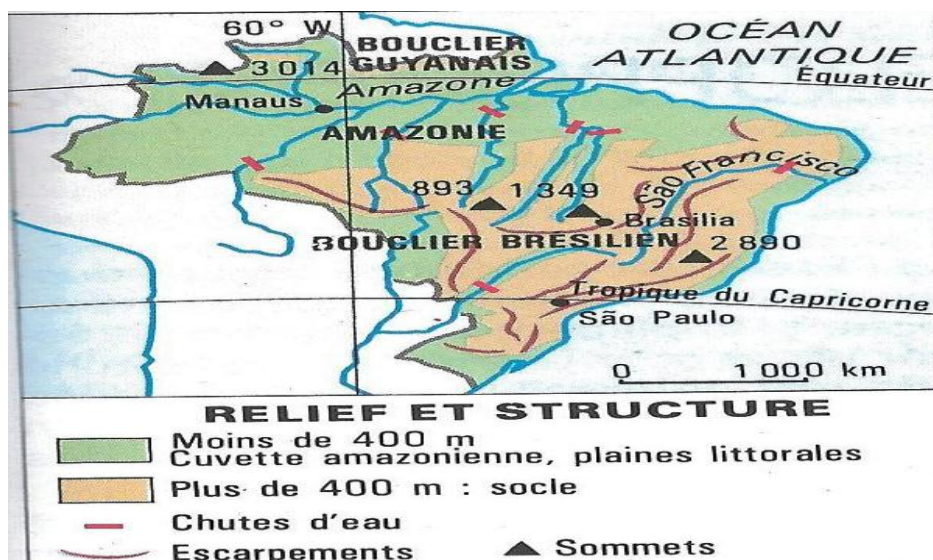 60° W
OCÉAN
ATLANTIQUE
BOUCLIER
GUYANAIS
3 014
Équateur
Amazone
Manaus
AMAZONIE
São Francisco
893
1 349
Brasilia
BOUCLIER BRÉSILIEN
2 890
Tropique du Capricorne
São Paulo
0 1 000 km
RELIEF ET STRUCTURE
Moins de 400 m
Cuvette amazonienne, plaines littorales
Plus de 400 m : socle
Chutes d'eau
Escarpements
Sommets